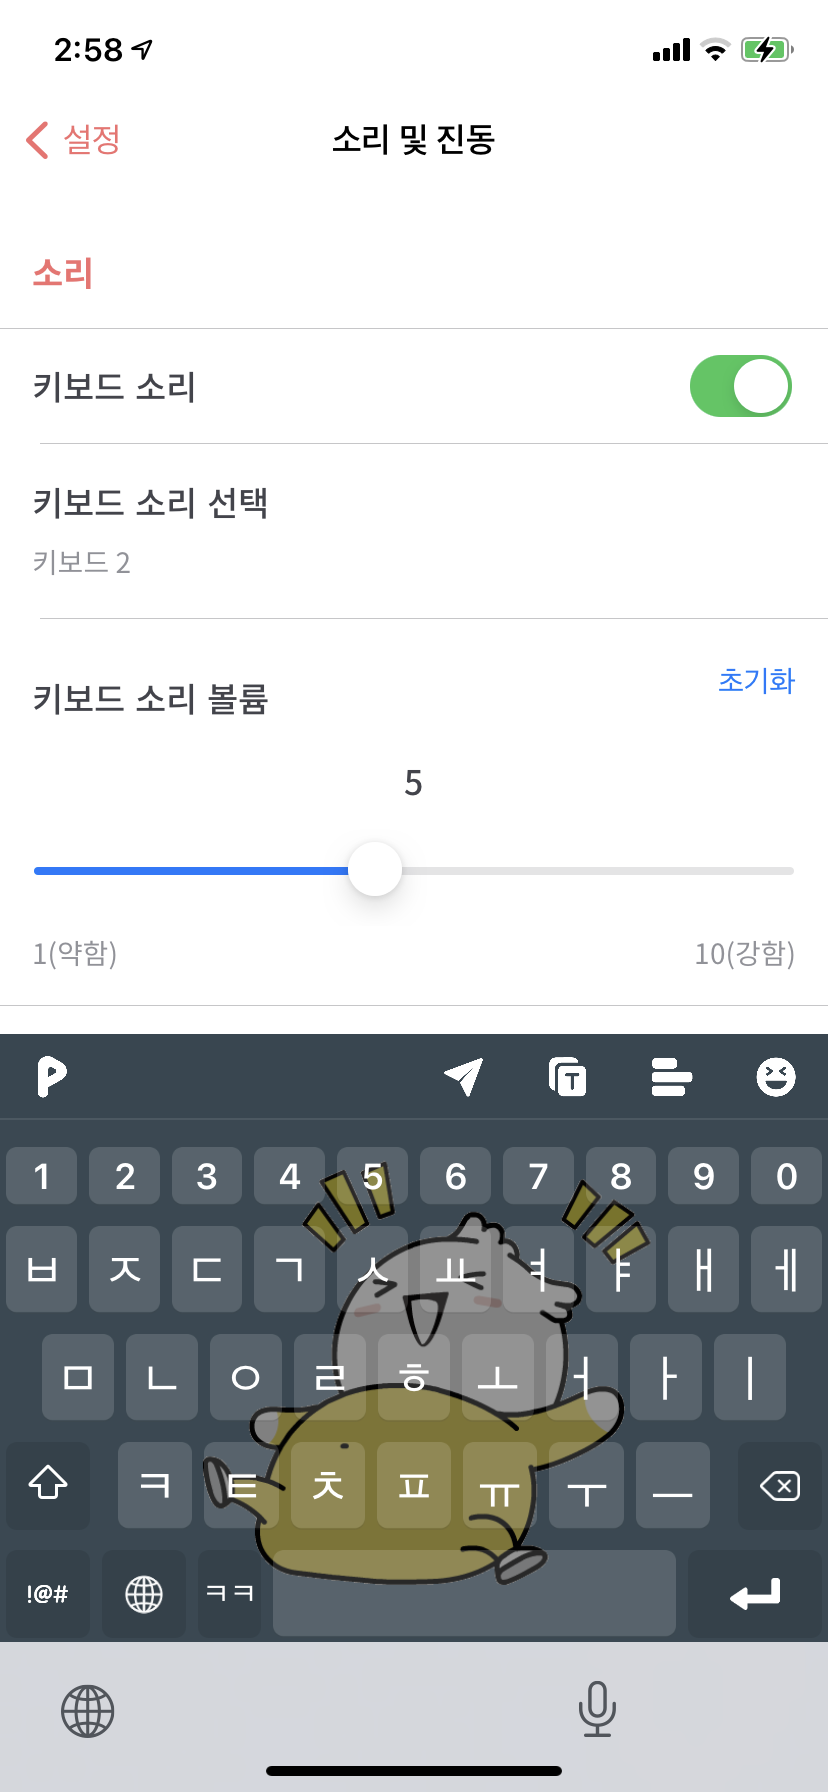 2:58
설정
소리 및 진동
소리
키보드 소리
키보드 소리 선택
키보드 2
키보드 소리 볼륨
초기화
5
1(약함)
10(강함)
1 2 3 4 5 6 7 8 9 0
ㅂ ㅈ ㄷ ㄱ ㅅ ㅛ ㅕ ㅑ ㅐ ㅔ
ㅁ ㄴ ㅇ ㄹ ㅎ ㅗ ㅓ ㅏ ㅣ
ㅋ ㅌ ㅊ ㅍ ㅠ ㅜ ㅡ
!@# ㅋㅋ